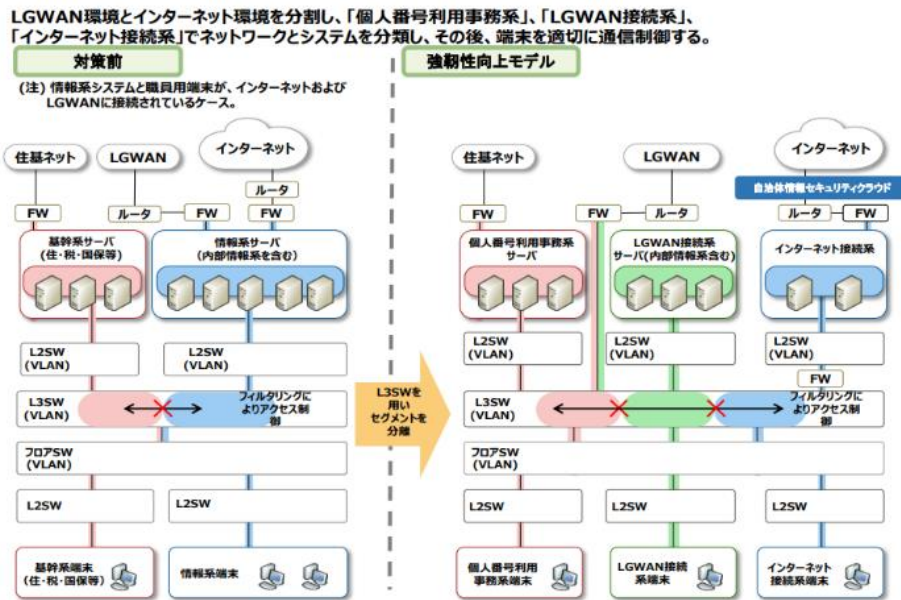 LGWAN環境とインターネット環境を分割し、「個人番号利用事務系」、「LGWAN接続系」、
「インターネット接続系」でネットワークとシステムを分類し、その後、端末を適切に通信制御する。
対策前
(注) 情報系システムと職員用端末が、インターネットおよび
LGWANに接続されているケース。
住基ネット
LGWAN
インターネット
ルータ
FW
ルータ
FW
FW
基幹系サーバ
(住・税・国保等)
情報系サーバ
(内部情報系を含む)
L2SW
(VLAN)
L2SW
(VLAN)
L3SW
(VLAN)
フィルタリングに
よりアクセス制
御
フロアSW
(VLAN)
L2SW
L2SW
基幹系端末
(住・税・国保等)
情報系端末
L3SWを
用い
セグメントを
分離
強靭性向上モデル
住基ネット
LGWAN
インターネット
自治体情報セキュリティクラウド
FW
FW
ルータ
ルータ
FW
個人番号利用事務系
サーバ
LGWAN接続系
サーバ(内部情報系含む)
インターネット接続系
L2SW
(VLAN)
L2SW
(VLAN)
L2SW
(VLAN)
FW
L3SW
(VLAN)
フィルタリングに
よりアクセス制
御
フロアSW
(VLAN)
L2SW
L2SW
L2SW
個人番号利用
事務系端末
LGWAN接続
系端末
インターネット
接続系端末